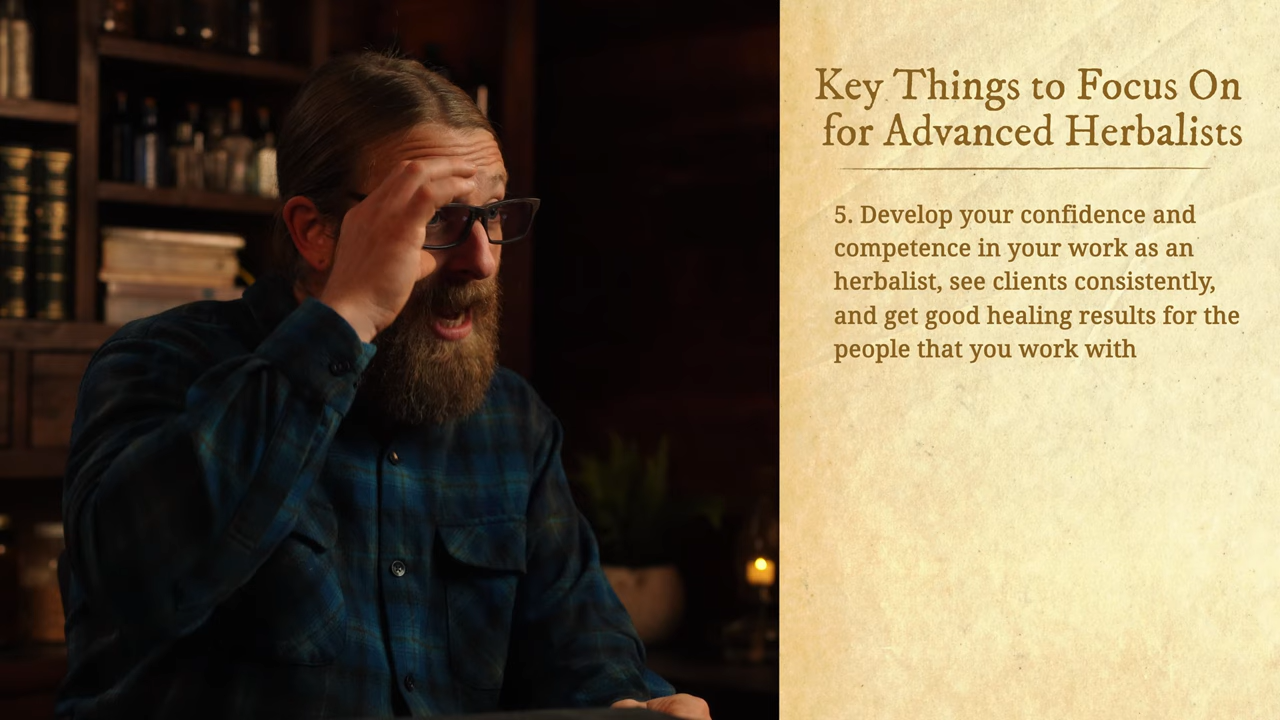 Key Things to Focus On
for Advanced Herbalists
5. Develop your confidence and
competence in your work as an
herbalist, see clients consistently,
and get good healing results for the
people that you work with